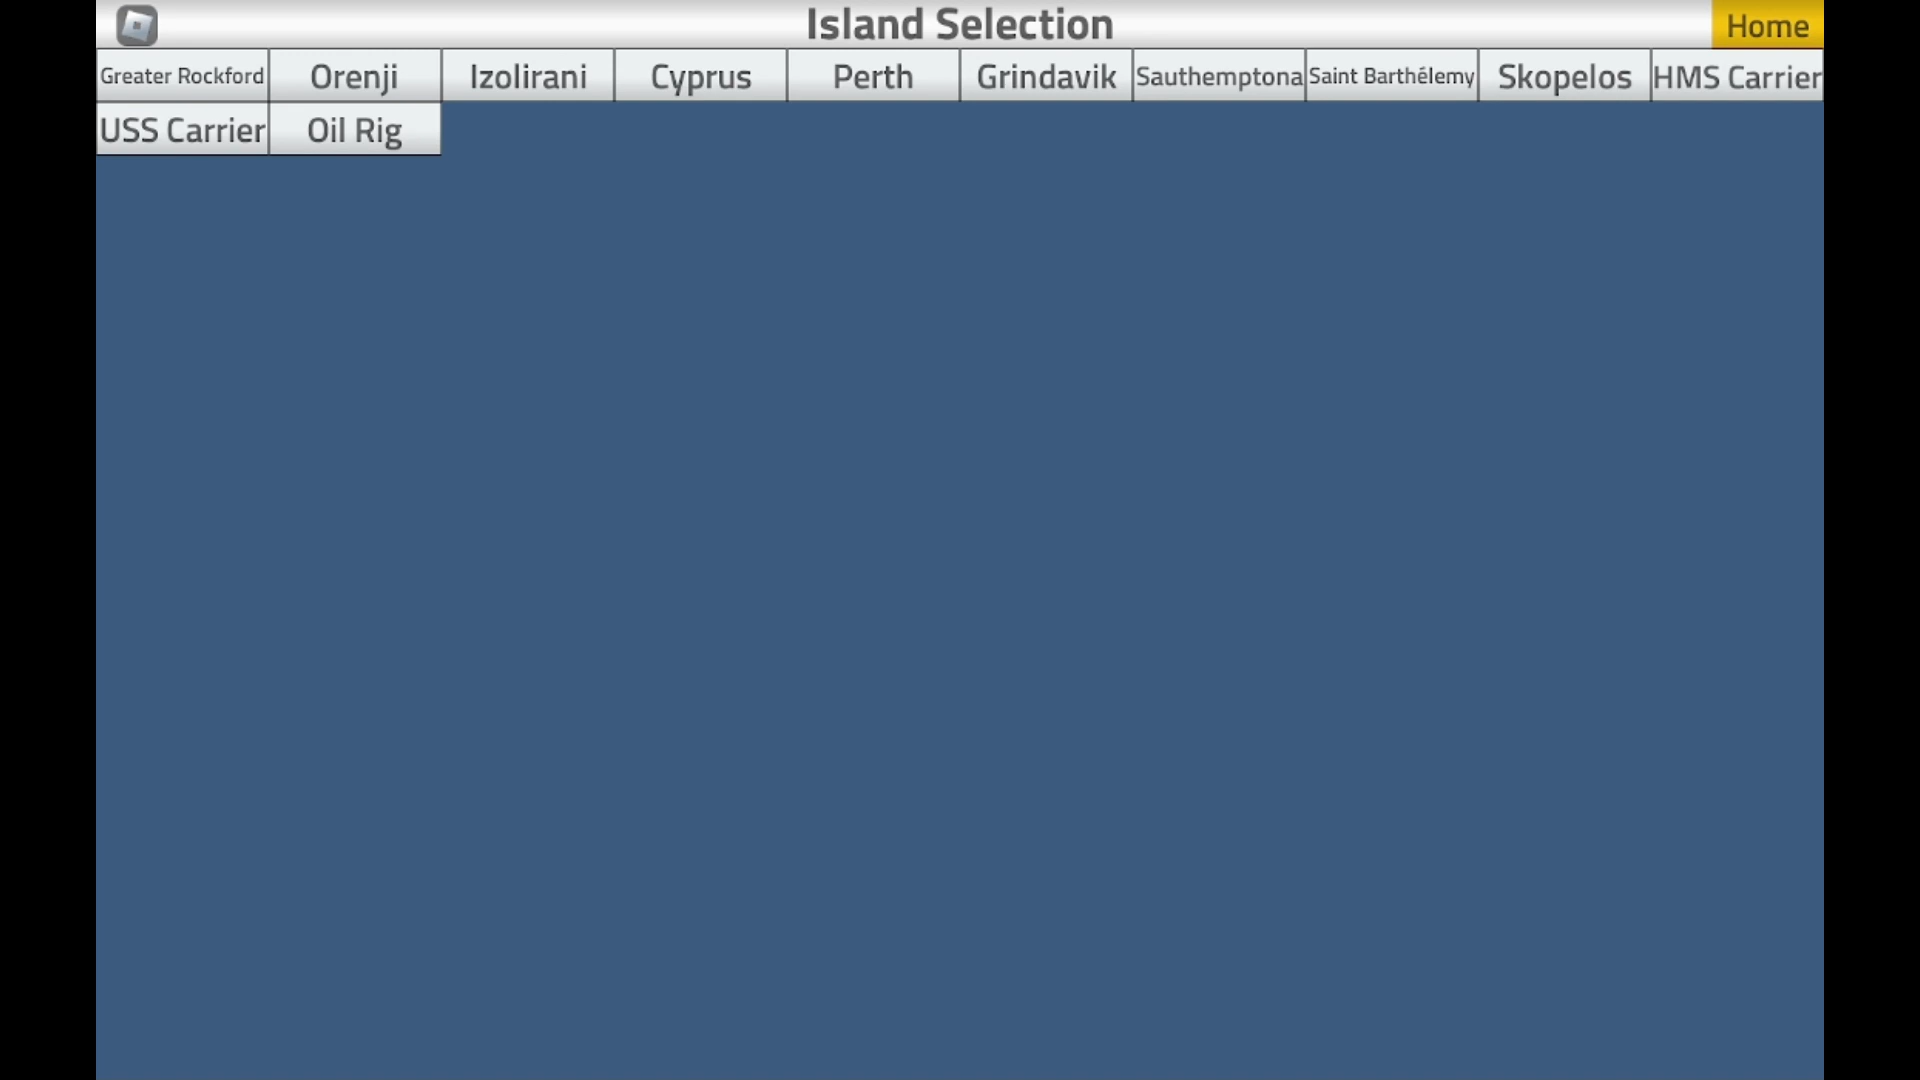 Island Selection
Home
Greater Rockford
Orenji
Izolirani
Cyprus
Perth
Grindavik
Sauthemptona
Saint Barthélemy
Skopelos
HMS Carrier
USS Carrier
Oil Rig